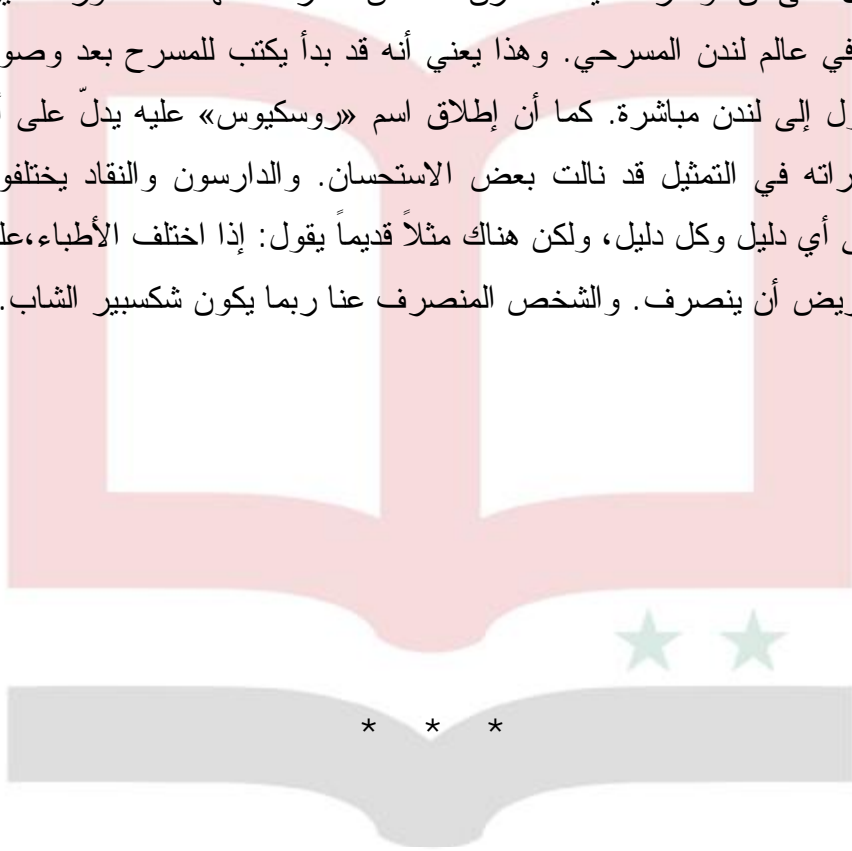 في عالم لندن المسرحي. وهذا يعني أنه قد بدأ يكتب للمسرح بعد وصو
ول إلى لندن مباشرة. كما أن إطلاق اسم «روسكيوس» عليه يدلّ على
راته في التمثيل قد نالت بعض الاستحسان. والدارسون والنقاد يختلفو
أي دليل وكل دليل، ولكن هناك مثلاً قديماً يقول: إذا اختلف الأطباء،عل
ريض أن ينصرف. والشخص المنصرف عنا ربما يكون شكسبير الشاب.
* * *